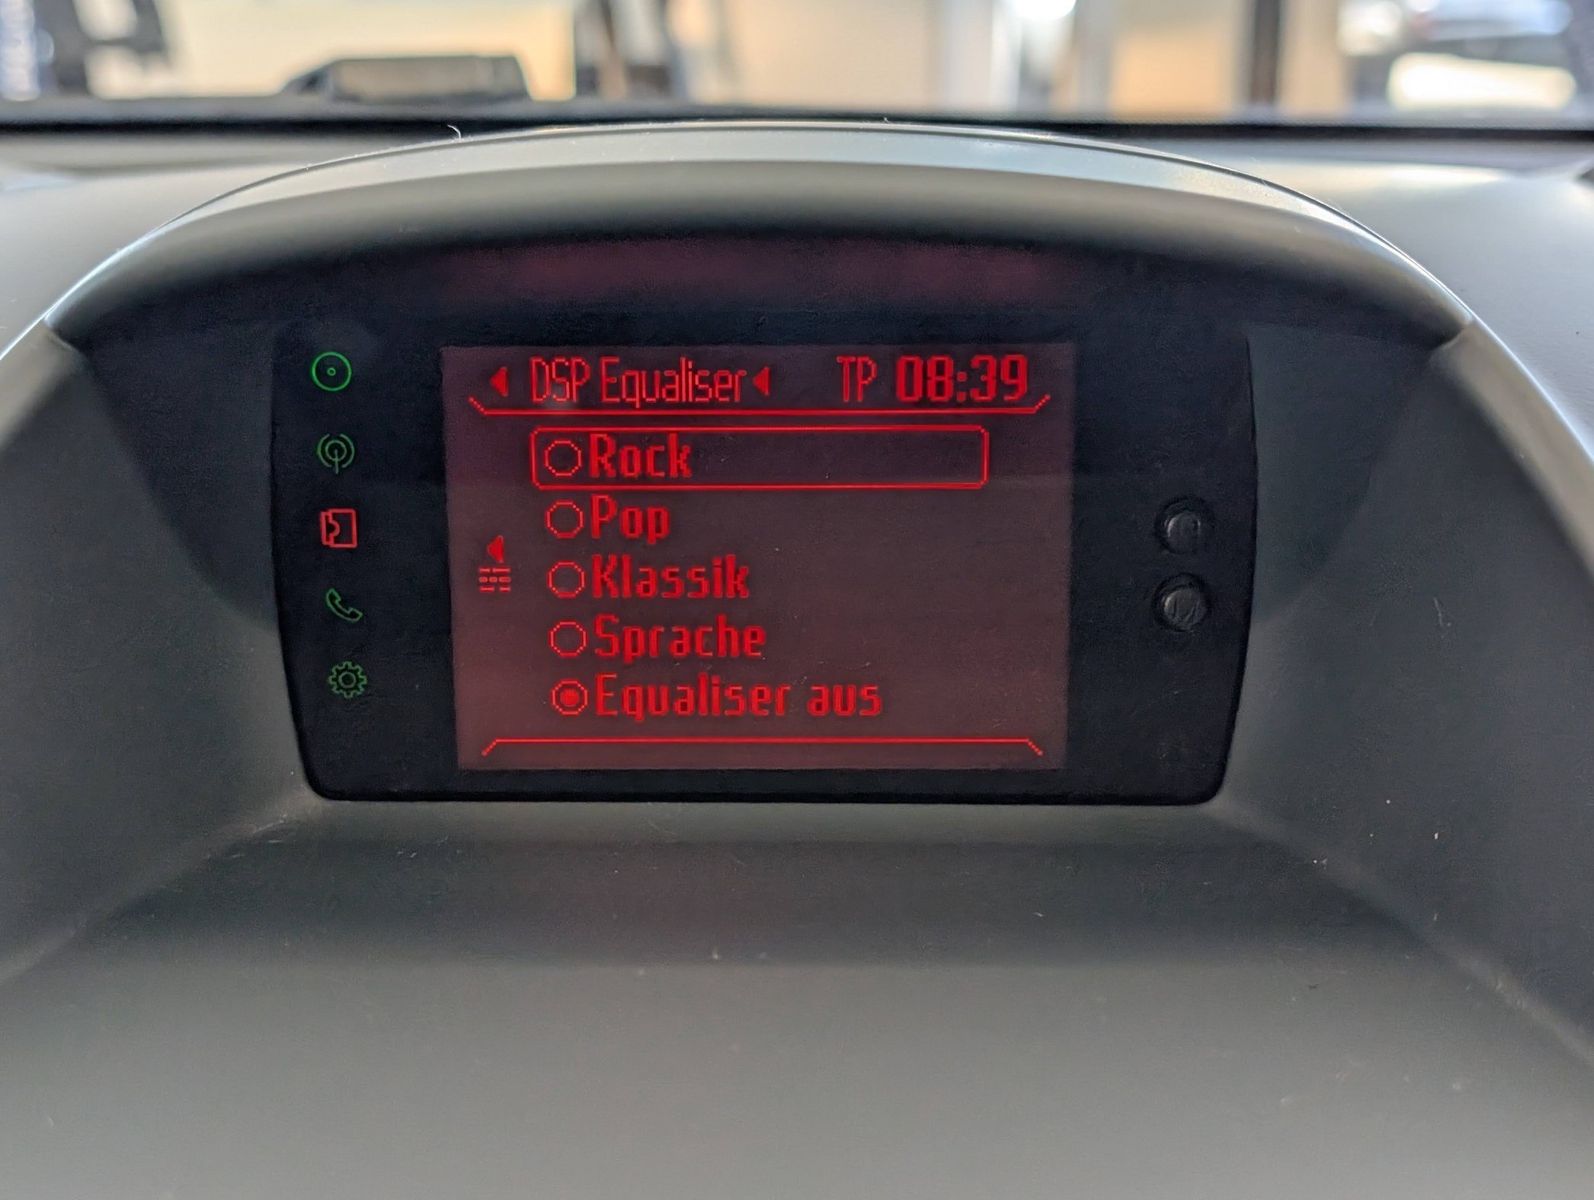 DSP Equaliser TP 08:39
Rock
Pop
Klassik
Sprache
Equaliser aus